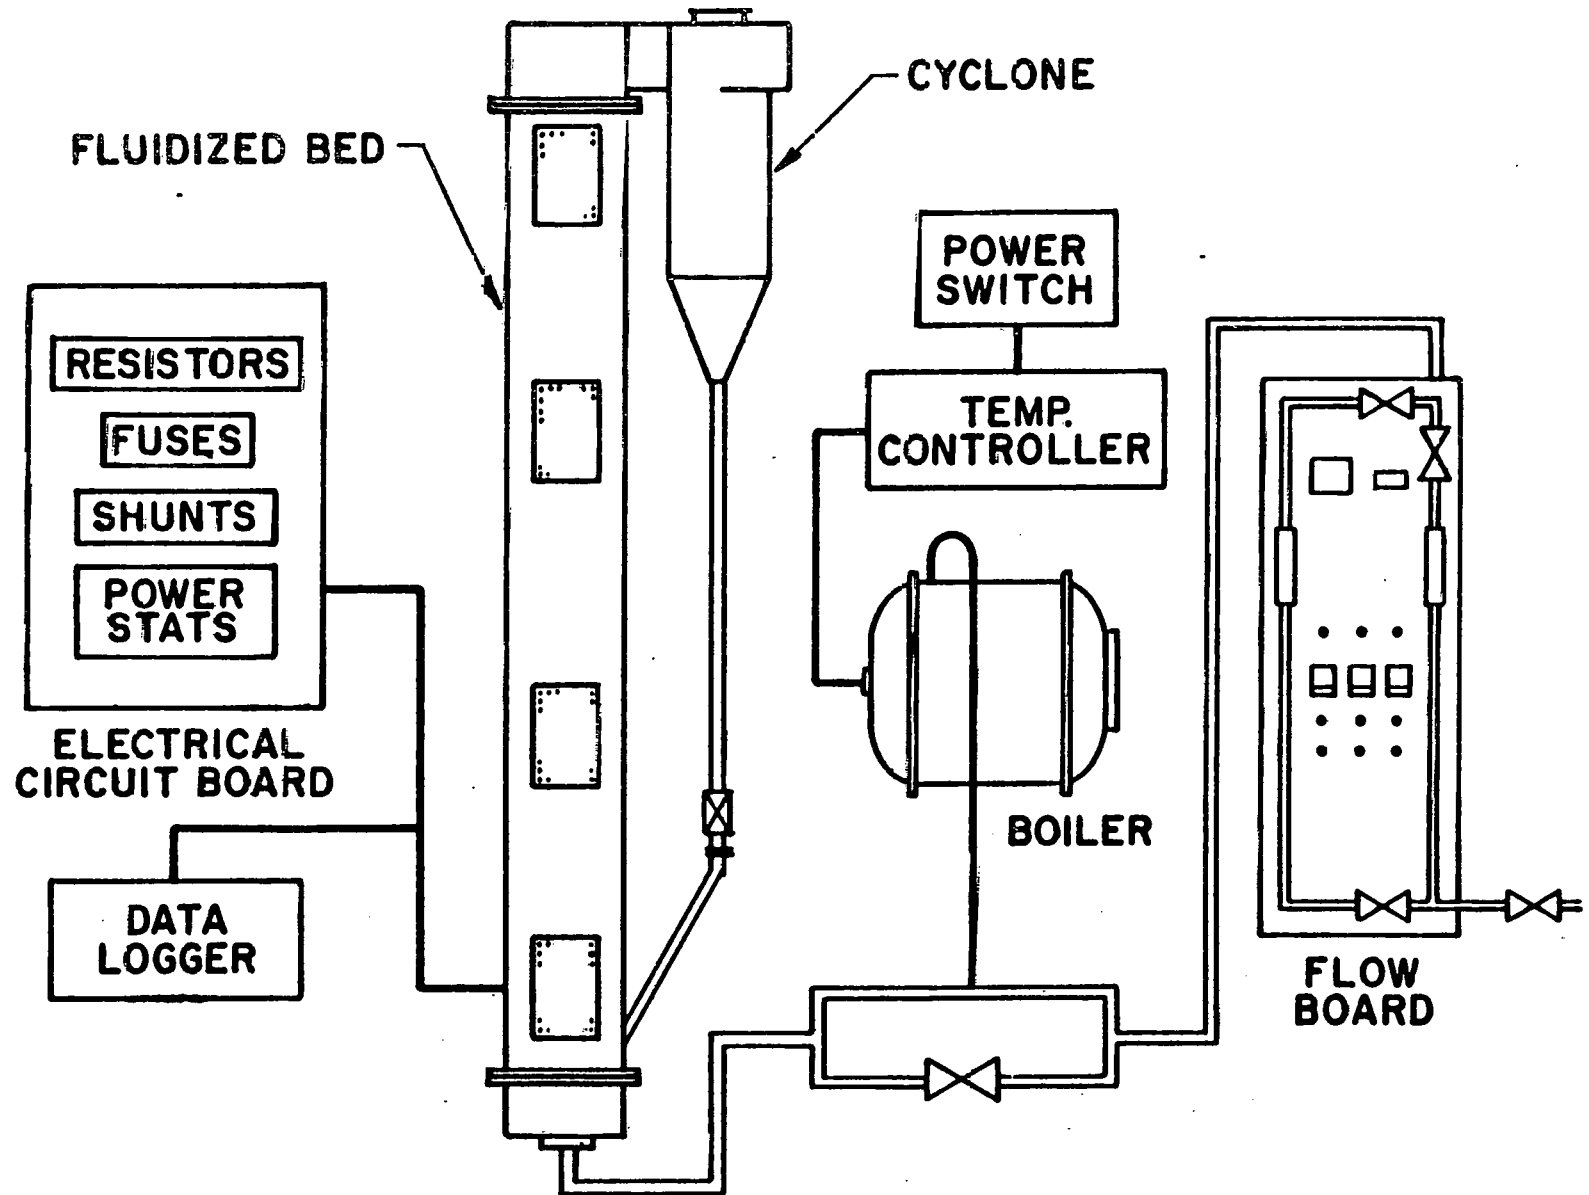 CYCLONE
FLUIDIZED BED
POWER
SWITCH
RESISTORS
FUSES
SHUNTS
POWER
STATS
ELECTRICAL
CIRCUIT BOARD
TEMP.
CONTROLLER
BOILER
DATA
LOGGER
FLOW
BOARD